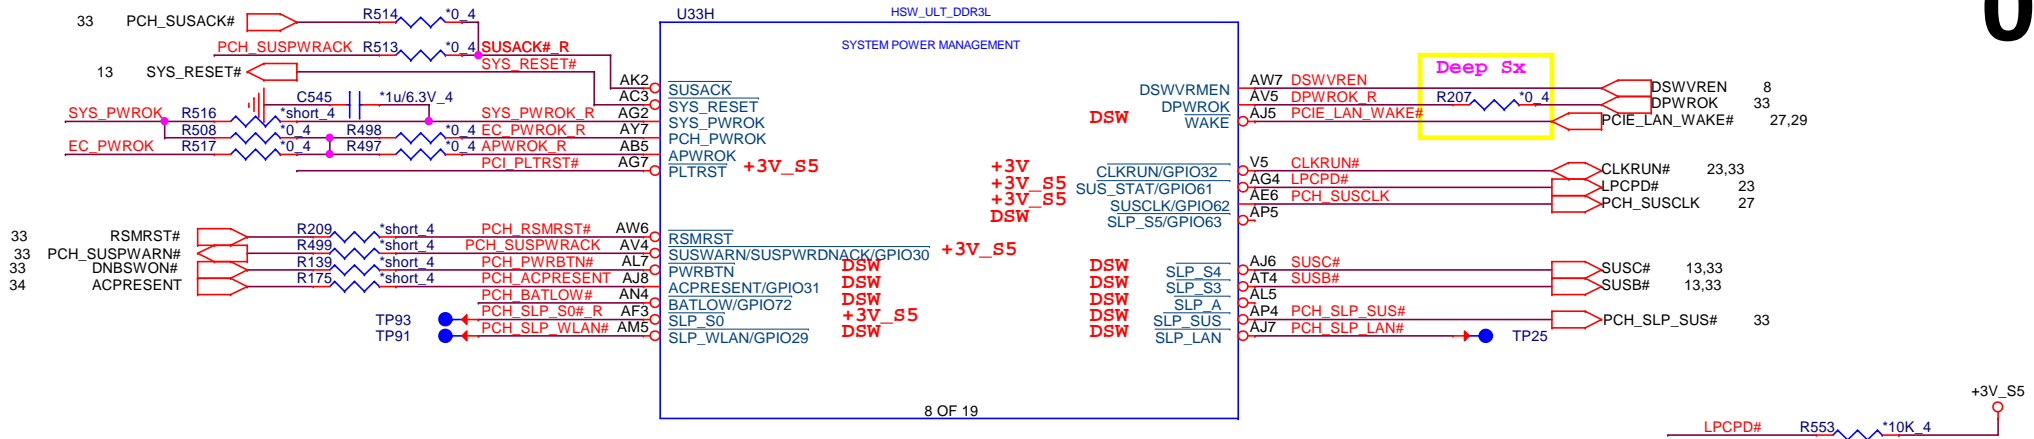 0
U33H HSW_ULT_DDR3L
SYSTEM POWER MANAGEMENT
33 PCH_SUSACK# R514 *0_4
PCH_SUSPWRACK R513 *0_4 SUSACK#_R
13 SYS_RESET# SYS_RESET#
AK2 SUSACK
AC3 SYS_RESET
C545 *1u/6.3V_4
SYS_PWROK R516 *short_4 SYS_PWROK_R AG2 SYS_PWROK
R508 *0_4 R498 *0_4 EC_PWROK_R AY7 PCH_PWROK
EC_PWROK R517 *0_4 R497 *0_4 APWROK_R AB5 APWROK
PCI_PLTRST# AG7 PLTRST +3V_S5
33 RSMRST# R209 *short_4 PCH_RSMRST# AW6 RSMRST
33 PCH_SUSPWARN# R499 *short_4 PCH_SUSPWRACK AV4 SUSWARN/SUSPWRDNACK/GPIO30 +3V_S5
33 DNBSWON# R139 *short_4 PCH_PWRBTN# AL7 PWRBTN DSW
34 ACPRESENT R175 *short_4 PCH_ACPRESENT AJ8 ACPRESENT/GPIO31 DSW
PCH_BATLOW# AN4 BATLOW/GPIO72 DSW
TP93 PCH_SLP_S0#_R AF3 SLP_S0 +3V_S5
TP91 PCH_SLP_WLAN# AM5 SLP_WLAN/GPIO29 DSW
Deep Sx
DSWVRMEN AW7 DSWVREN DSWVREN 8
DPWROK AV5 DPWROK_R R207 *0_4 DPWROK 33
DSW WAKE AJ5 PCIE_LAN_WAKE# PCIE_LAN_WAKE# 27,29
+3V CLKRUN/GPIO32 V5 CLKRUN# CLKRUN# 23,33
+3V_S5 SUS_STAT/GPIO61 AG4 LPCPD# LPCPD# 23
+3V_S5 SUSCLK/GPIO62 AE6 PCH_SUSCLK PCH_SUSCLK 27
DSW SLP_S5/GPIO63 AP5
DSW SLP_S4 AJ6 SUSC# SUSC# 13,33
DSW SLP_S3 AT4 SUSB# SUSB# 13,33
DSW SLP_A AL5
DSW SLP_SUS AP4 PCH_SLP_SUS# PCH_SLP_SUS# 33
DSW SLP_LAN AJ7 PCH_SLP_LAN# TP25
8 OF 19
+3V_S5
LPCPD# R553 *10K_4